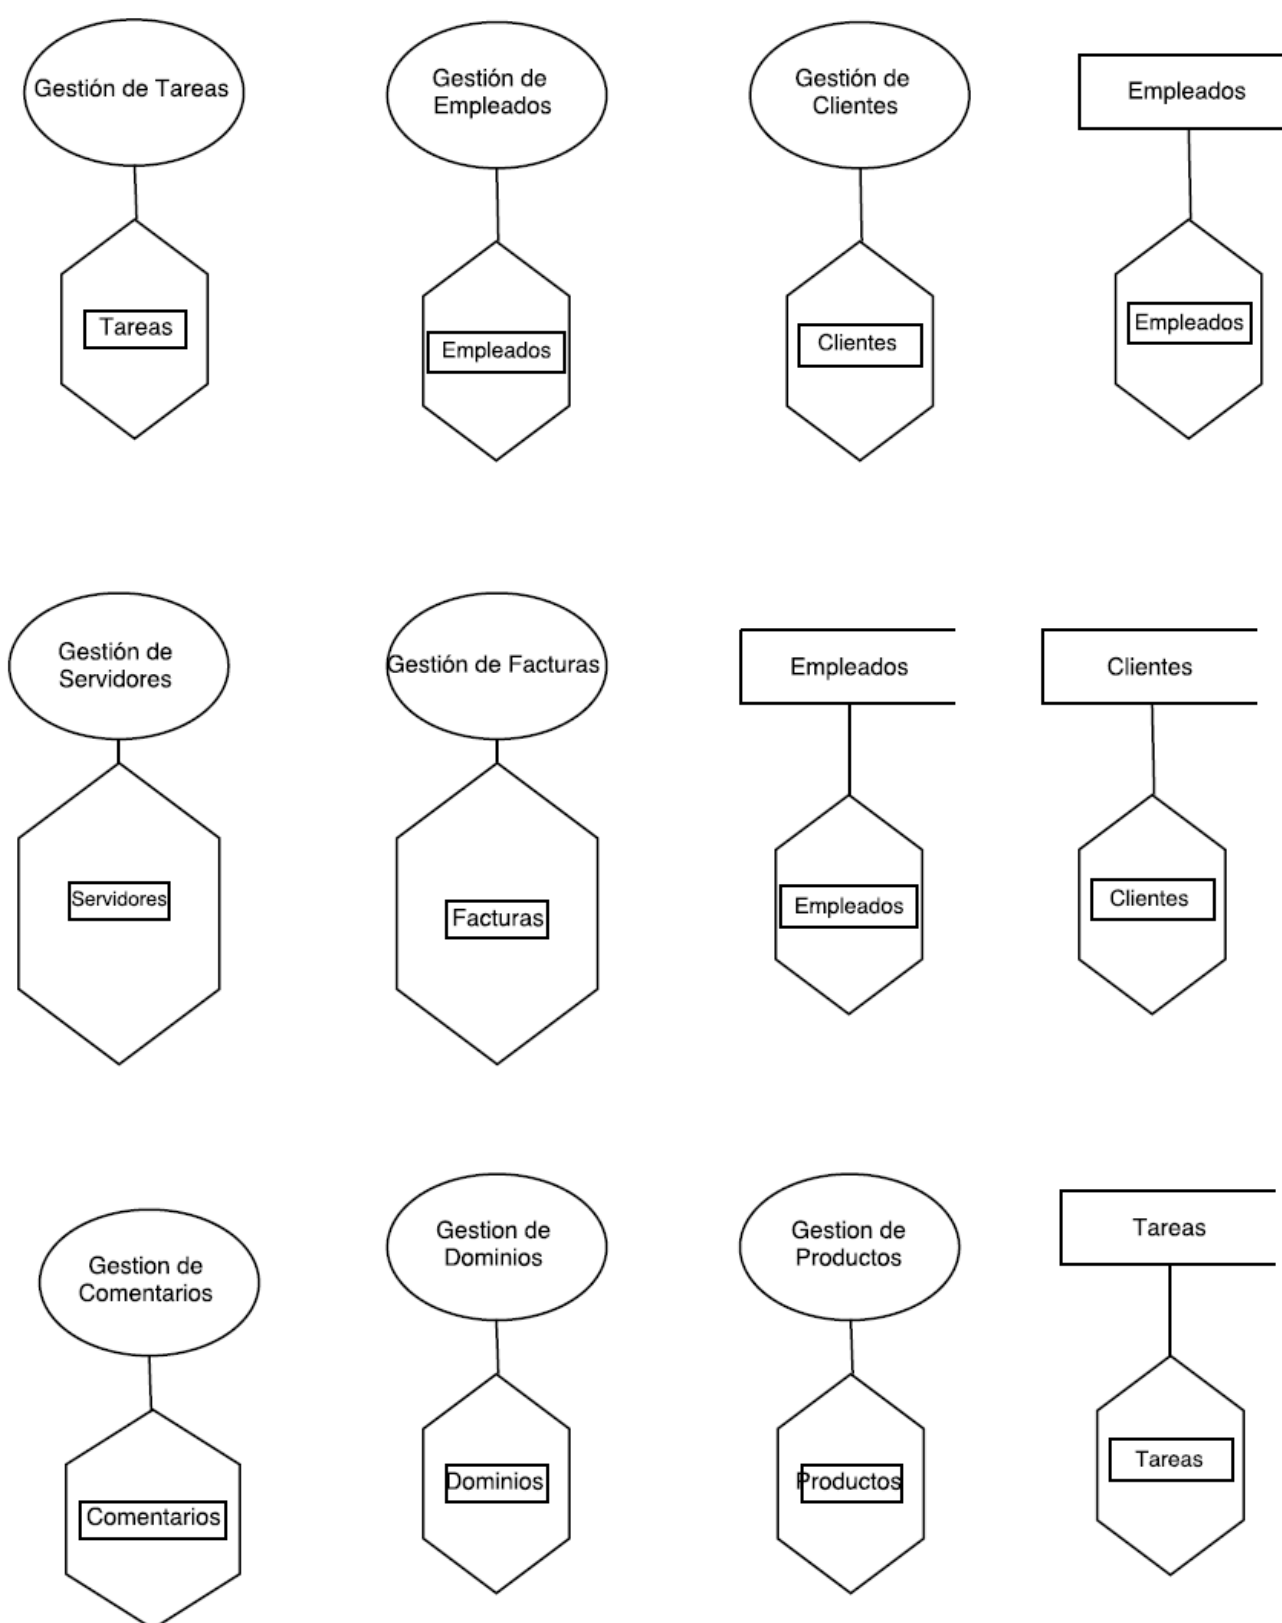 Gestión de Tareas
Gestión de
Empleados
Gestión de
Clientes
Empleados
Tareas
Empleados
Clientes
Empleados
Gestión de
Servidores
Gestión de Facturas
Empleados
Clientes
Servidores
Facturas
Empleados
Clientes
Gestion de
Comentarios
Gestion de
Dominios
Gestion de
Productos
Tareas
Comentarios
Dominios
Productos
Tareas